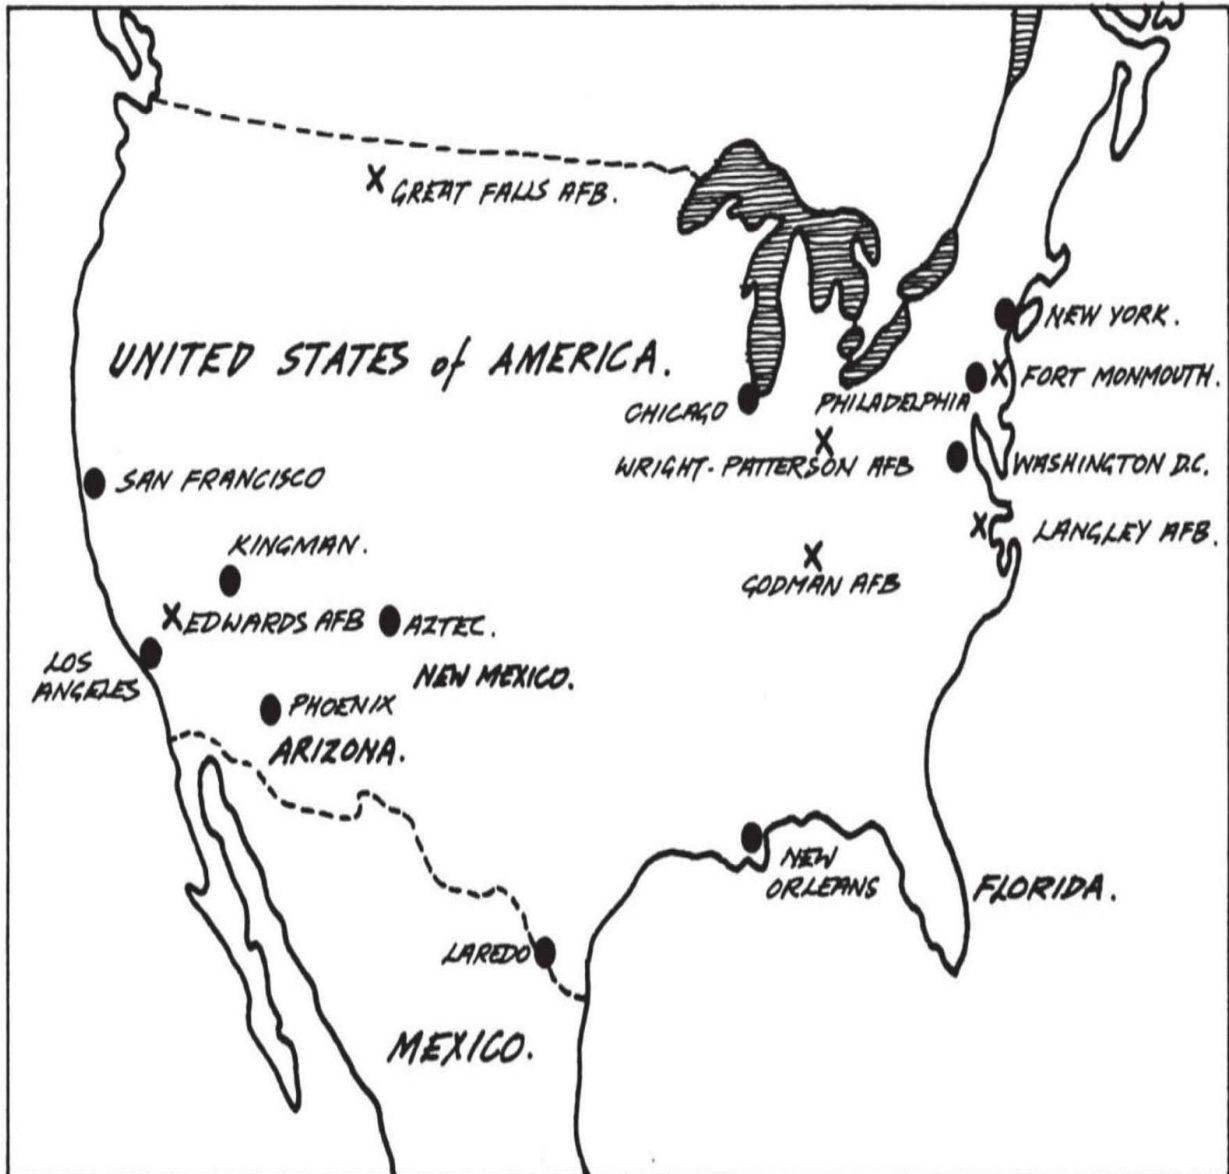 GREAT FALLS AFB.
NEW YORK.
UNITED STATES of AMERICA.
FORT MONMOUTH.
CHICAGO
PHILADELPHIA
WRIGHT-PATTERSON AFB
WASHINGTON D.C.
SAN FRANCISCO
LANGLEY AFB.
KINGMAN.
GODMAN AFB
EDWARDS AFB
AZTEC.
LOS
ANGELES
NEW MEXICO.
PHOENIX
ARIZONA.
NEW
ORLEANS
FLORIDA.
LAREDO
MEXICO.